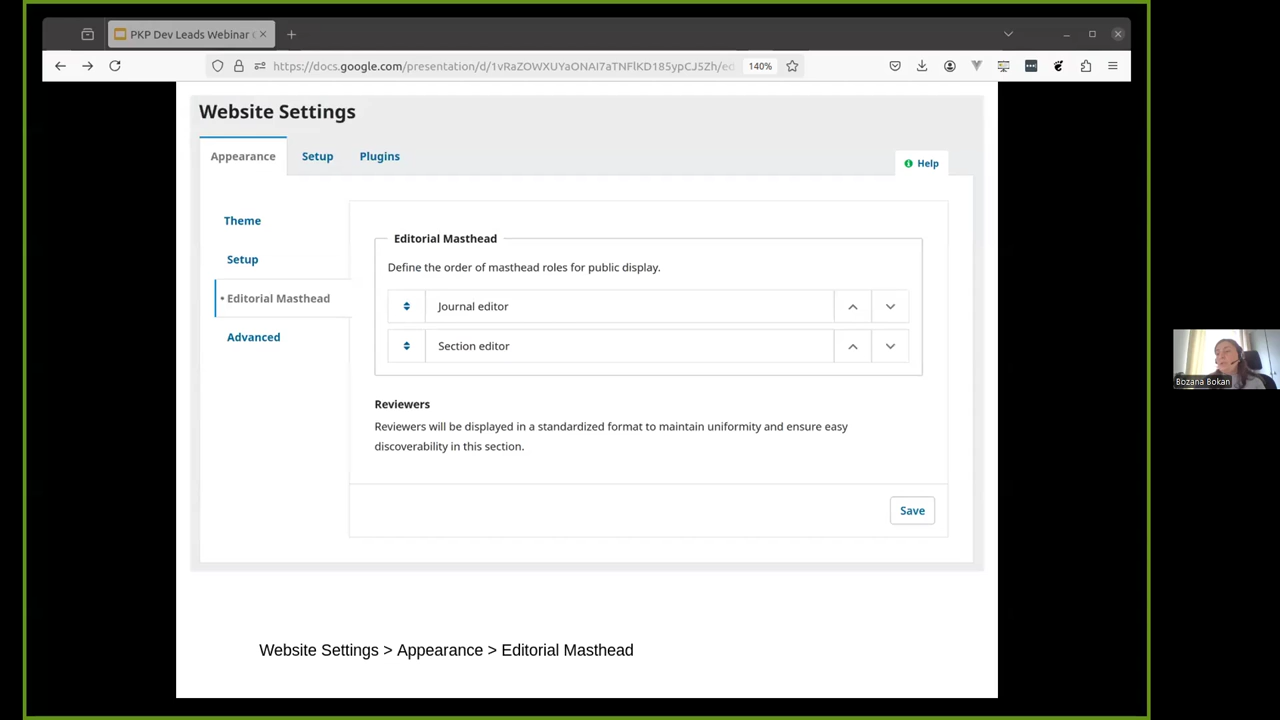 PKP Dev Leads Webinar
https://docs.google.com/presentation/d/1vRaZOWXUYaONAI7aTNFlKD185ypCJ5Zh/ec
140%
Website Settings
Appearance
Setup
Plugins
Help
Theme
Setup
• Editorial Masthead
Advanced
Editorial Masthead
Define the order of masthead roles for public display.
Journal editor
Section editor
Reviewers
Reviewers will be displayed in a standardized format to maintain uniformity and ensure easy
discoverability in this section.
Save
Website Settings > Appearance > Editorial Masthead
Bozana Bokan